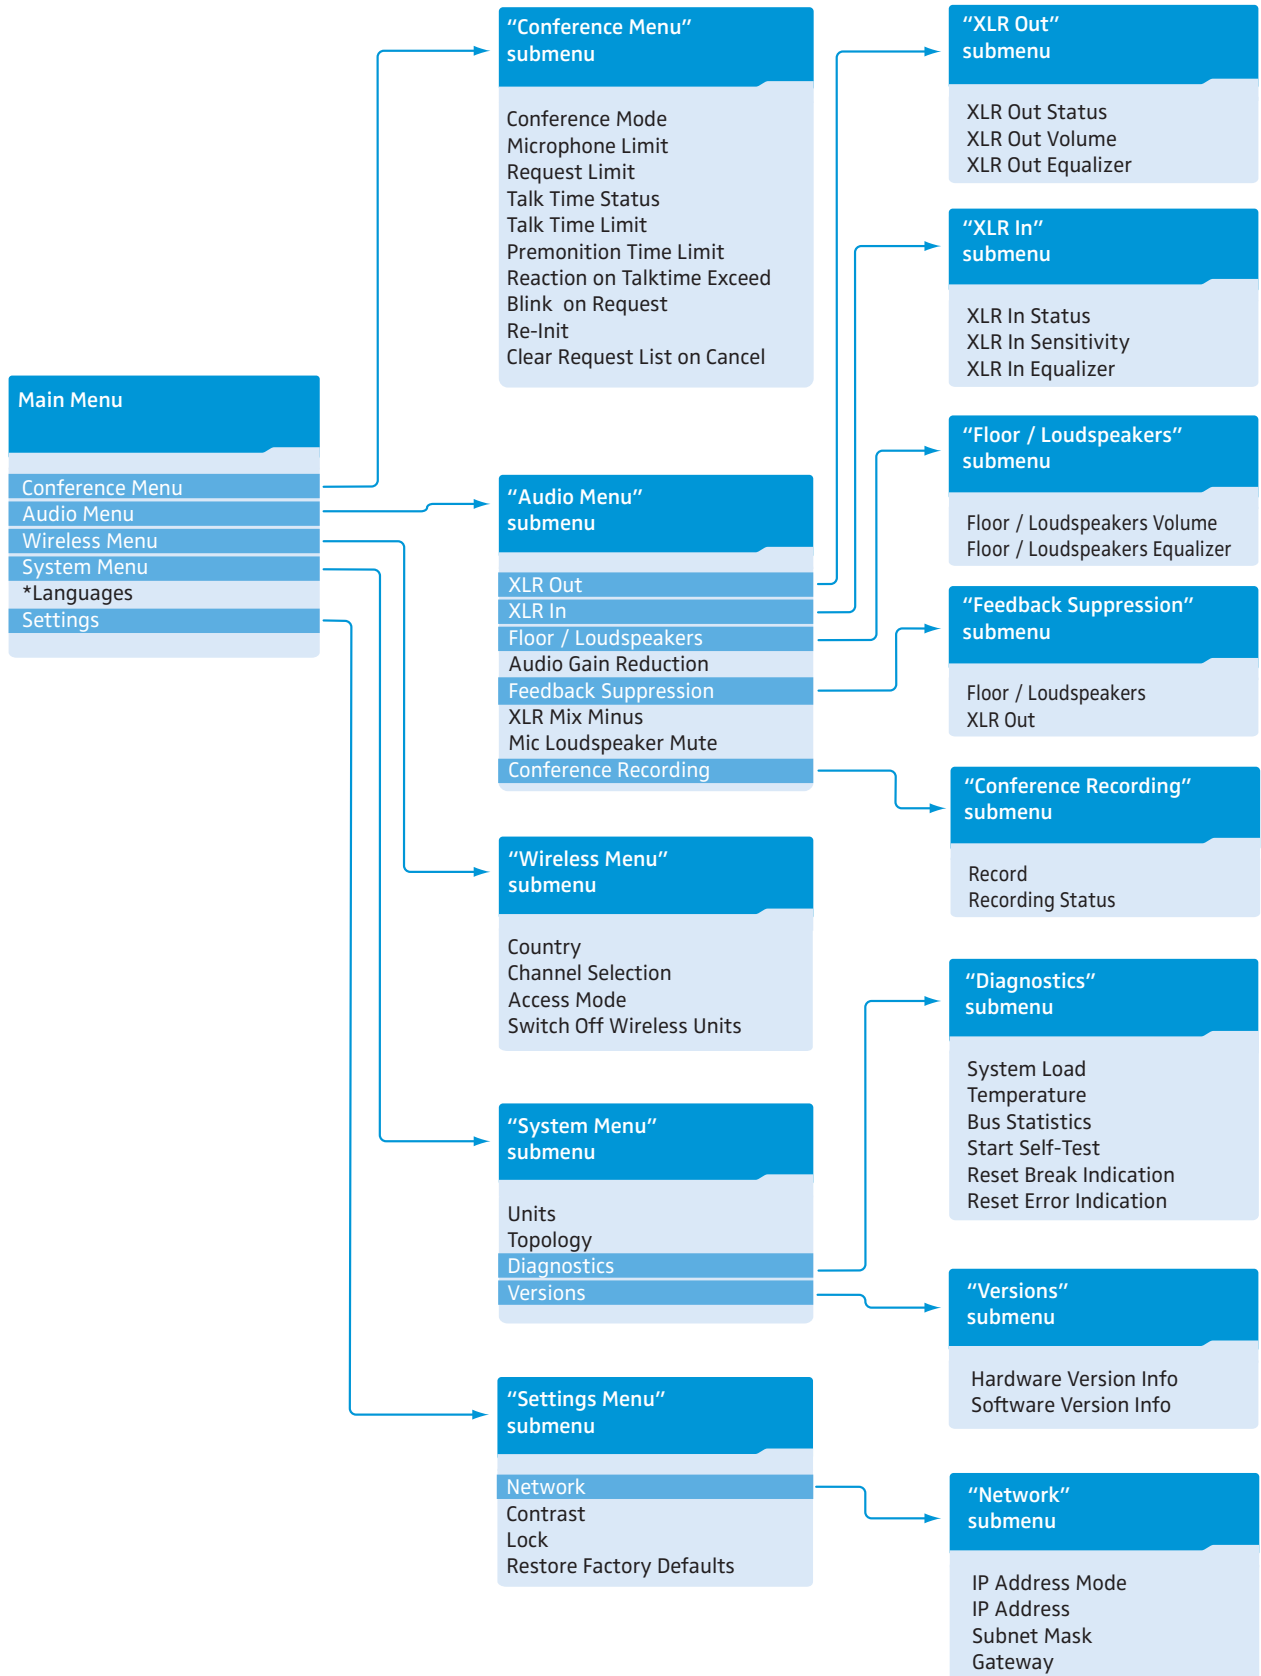 Main Menu
Conference Menu
Audio Menu
Wireless Menu
System Menu
*Languages
Settings
“Conference Menu”
submenu
Conference Mode
Microphone Limit
Request Limit
Talk Time Status
Talk Time Limit
Premonition Time Limit
Reaction on Talktime Exceed
Blink on Request
Re-Init
Clear Request List on Cancel
“Audio Menu”
submenu
XLR Out
XLR In
Floor / Loudspeakers
Audio Gain Reduction
Feedback Suppression
XLR Mix Minus
Mic Loudspeaker Mute
Conference Recording
“Wireless Menu”
submenu
Country
Channel Selection
Access Mode
Switch Off Wireless Units
“System Menu”
submenu
Units
Topology
Diagnostics
Versions
“Settings Menu”
submenu
Network
Contrast
Lock
Restore Factory Defaults
“XLR Out”
submenu
XLR Out Status
XLR Out Volume
XLR Out Equalizer
“XLR In”
submenu
XLR In Status
XLR In Sensitivity
XLR In Equalizer
“Floor / Loudspeakers”
submenu
Floor / Loudspeakers Volume
Floor / Loudspeakers Equalizer
“Feedback Suppression”
submenu
Floor / Loudspeakers
XLR Out
“Conference Recording”
submenu
Record
Recording Status
“Diagnostics”
submenu
System Load
Temperature
Bus Statistics
Start Self-Test
Reset Break Indication
Reset Error Indication
“Versions”
submenu
Hardware Version Info
Software Version Info
“Network”
submenu
IP Address Mode
IP Address
Subnet Mask
Gateway